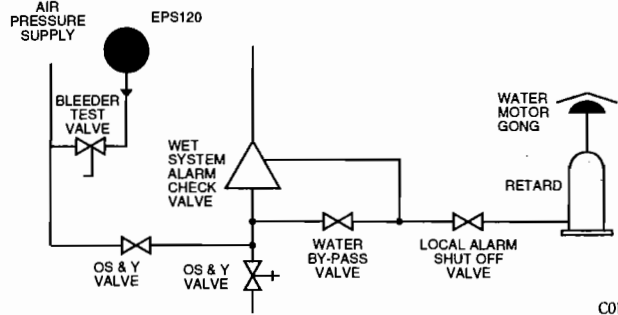 AIR
PRESSURE
SUPPLY
EPS120
BLEEDER
TEST
VALVE
WET
SYSTEM
ALARM
CHECK
VALVE
WATER
MOTOR
GONG
RETARD
OS & Y
VALVE
OS & Y
VALVE
WATER
BY-PASS
VALVE
LOCAL ALARM
SHUT OFF
VALVE